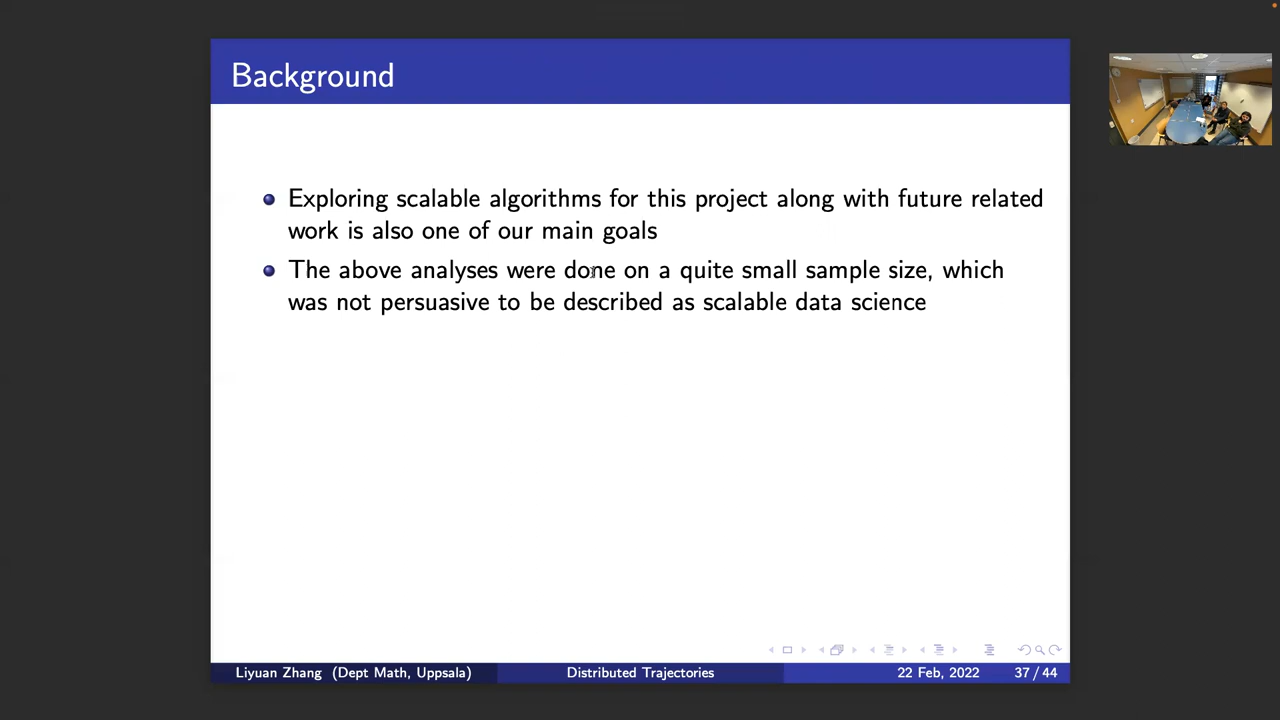 Background
Exploring scalable algorithms for this project along with future related
work is also one of our main goals
The above analyses were done on a quite small sample size, which
was not persuasive to be described as scalable data science
Liyuan Zhang (Dept Math, Uppsala)
Distributed Trajectories
22 Feb, 2022
37 / 44